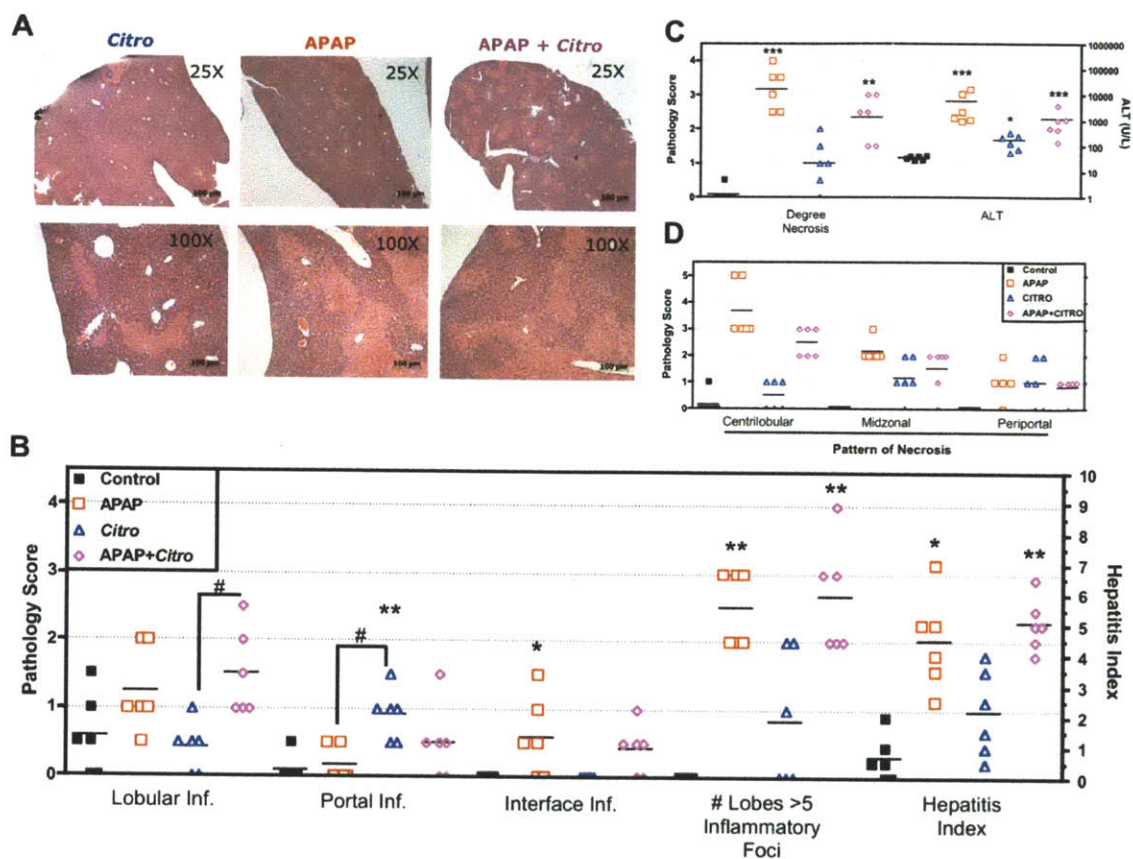 A
Citro
APAP
APAP + Citro
25X
25X
25X
100 µm
100 µm
100 µm
100X
100X
100X
100 µm
100 µm
100 µm
C
Pathology Score
4
3
2
1
0
***
**
***
*
***
1000000
100000
10000
1000
100
10
1
ALT (U/L)
Degree
Necrosis
ALT
D
Pathology Score
5
4
3
2
1
0
Control
APAP
CITRO
APAP+CITRO
Centrilobular
Midzonal
Periportal
Pattern of Necrosis
B
Pathology Score
4
3
2
1
0
Control
APAP
Citro
APAP+Citro
#
#
**
*
**
**
*
**
10
9
8
7
6
5
4
3
2
1
0
Hepatitis Index
Lobular Inf.
Portal Inf.
Interface Inf.
# Lobes >5
Inflammatory
Foci
Hepatitis
Index